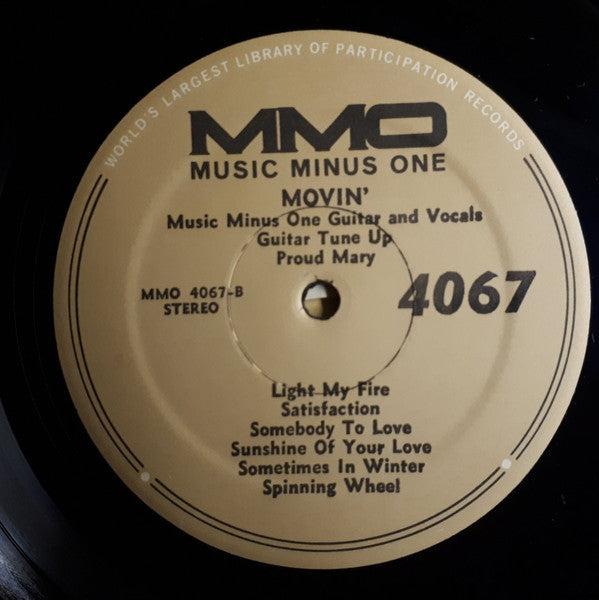 WORLD'S LARGEST LIBRARY OF PARTICIPATION RECORDS
MMO
MUSIC MINUS ONE
MOVIN'
Music Minus One Guitar and Vocals
Guitar Tune Up
Proud Mary
MMO 4067-B
STEREO
4067
Light My Fire
Satisfaction
Somebody To Love
Sunshine Of Your Love
Sometimes In Winter
Spinning Wheel